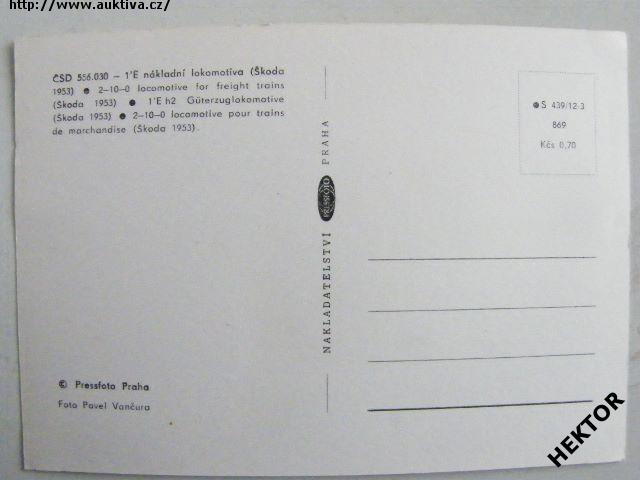 http://www.auktiva.cz/
ČSD 556.030 – 1'E nákladní lokomotiva (Škoda
1953) ● 2–10–0 locomotive for freight trains
(Škoda 1953) ● 1'E h2 Güterzuglokomotive
(Škoda 1953) ● 2–10–0 locomotive pour trains
de marchandise (Škoda 1953).
● S 439/12-3
869
Kčs 0,70
NAKLADATELSTVÍ PRESSFOTO PRAHA
© Pressfoto Praha
Foto Pavel Vančura
HEKTOR